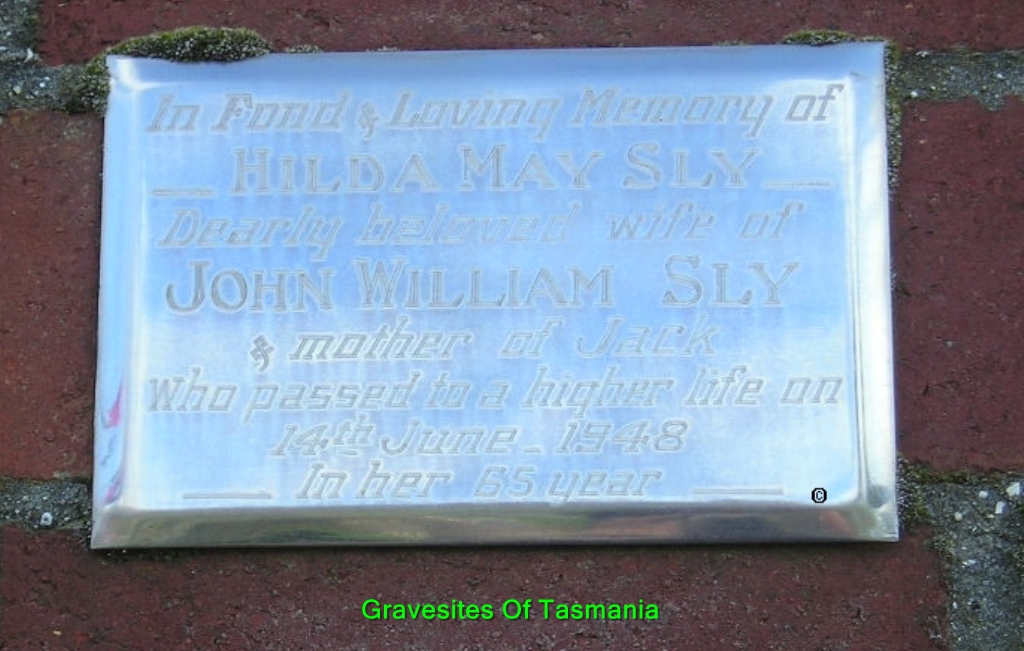 In Fond & Loving Memory of
HILDA MAY SLY
Dearly beloved wife of
JOHN WILLIAM SLY
& mother of Jack
Who passed to a higher life on
14th June - 1948
In her 65 year
©
Gravesites Of Tasmania